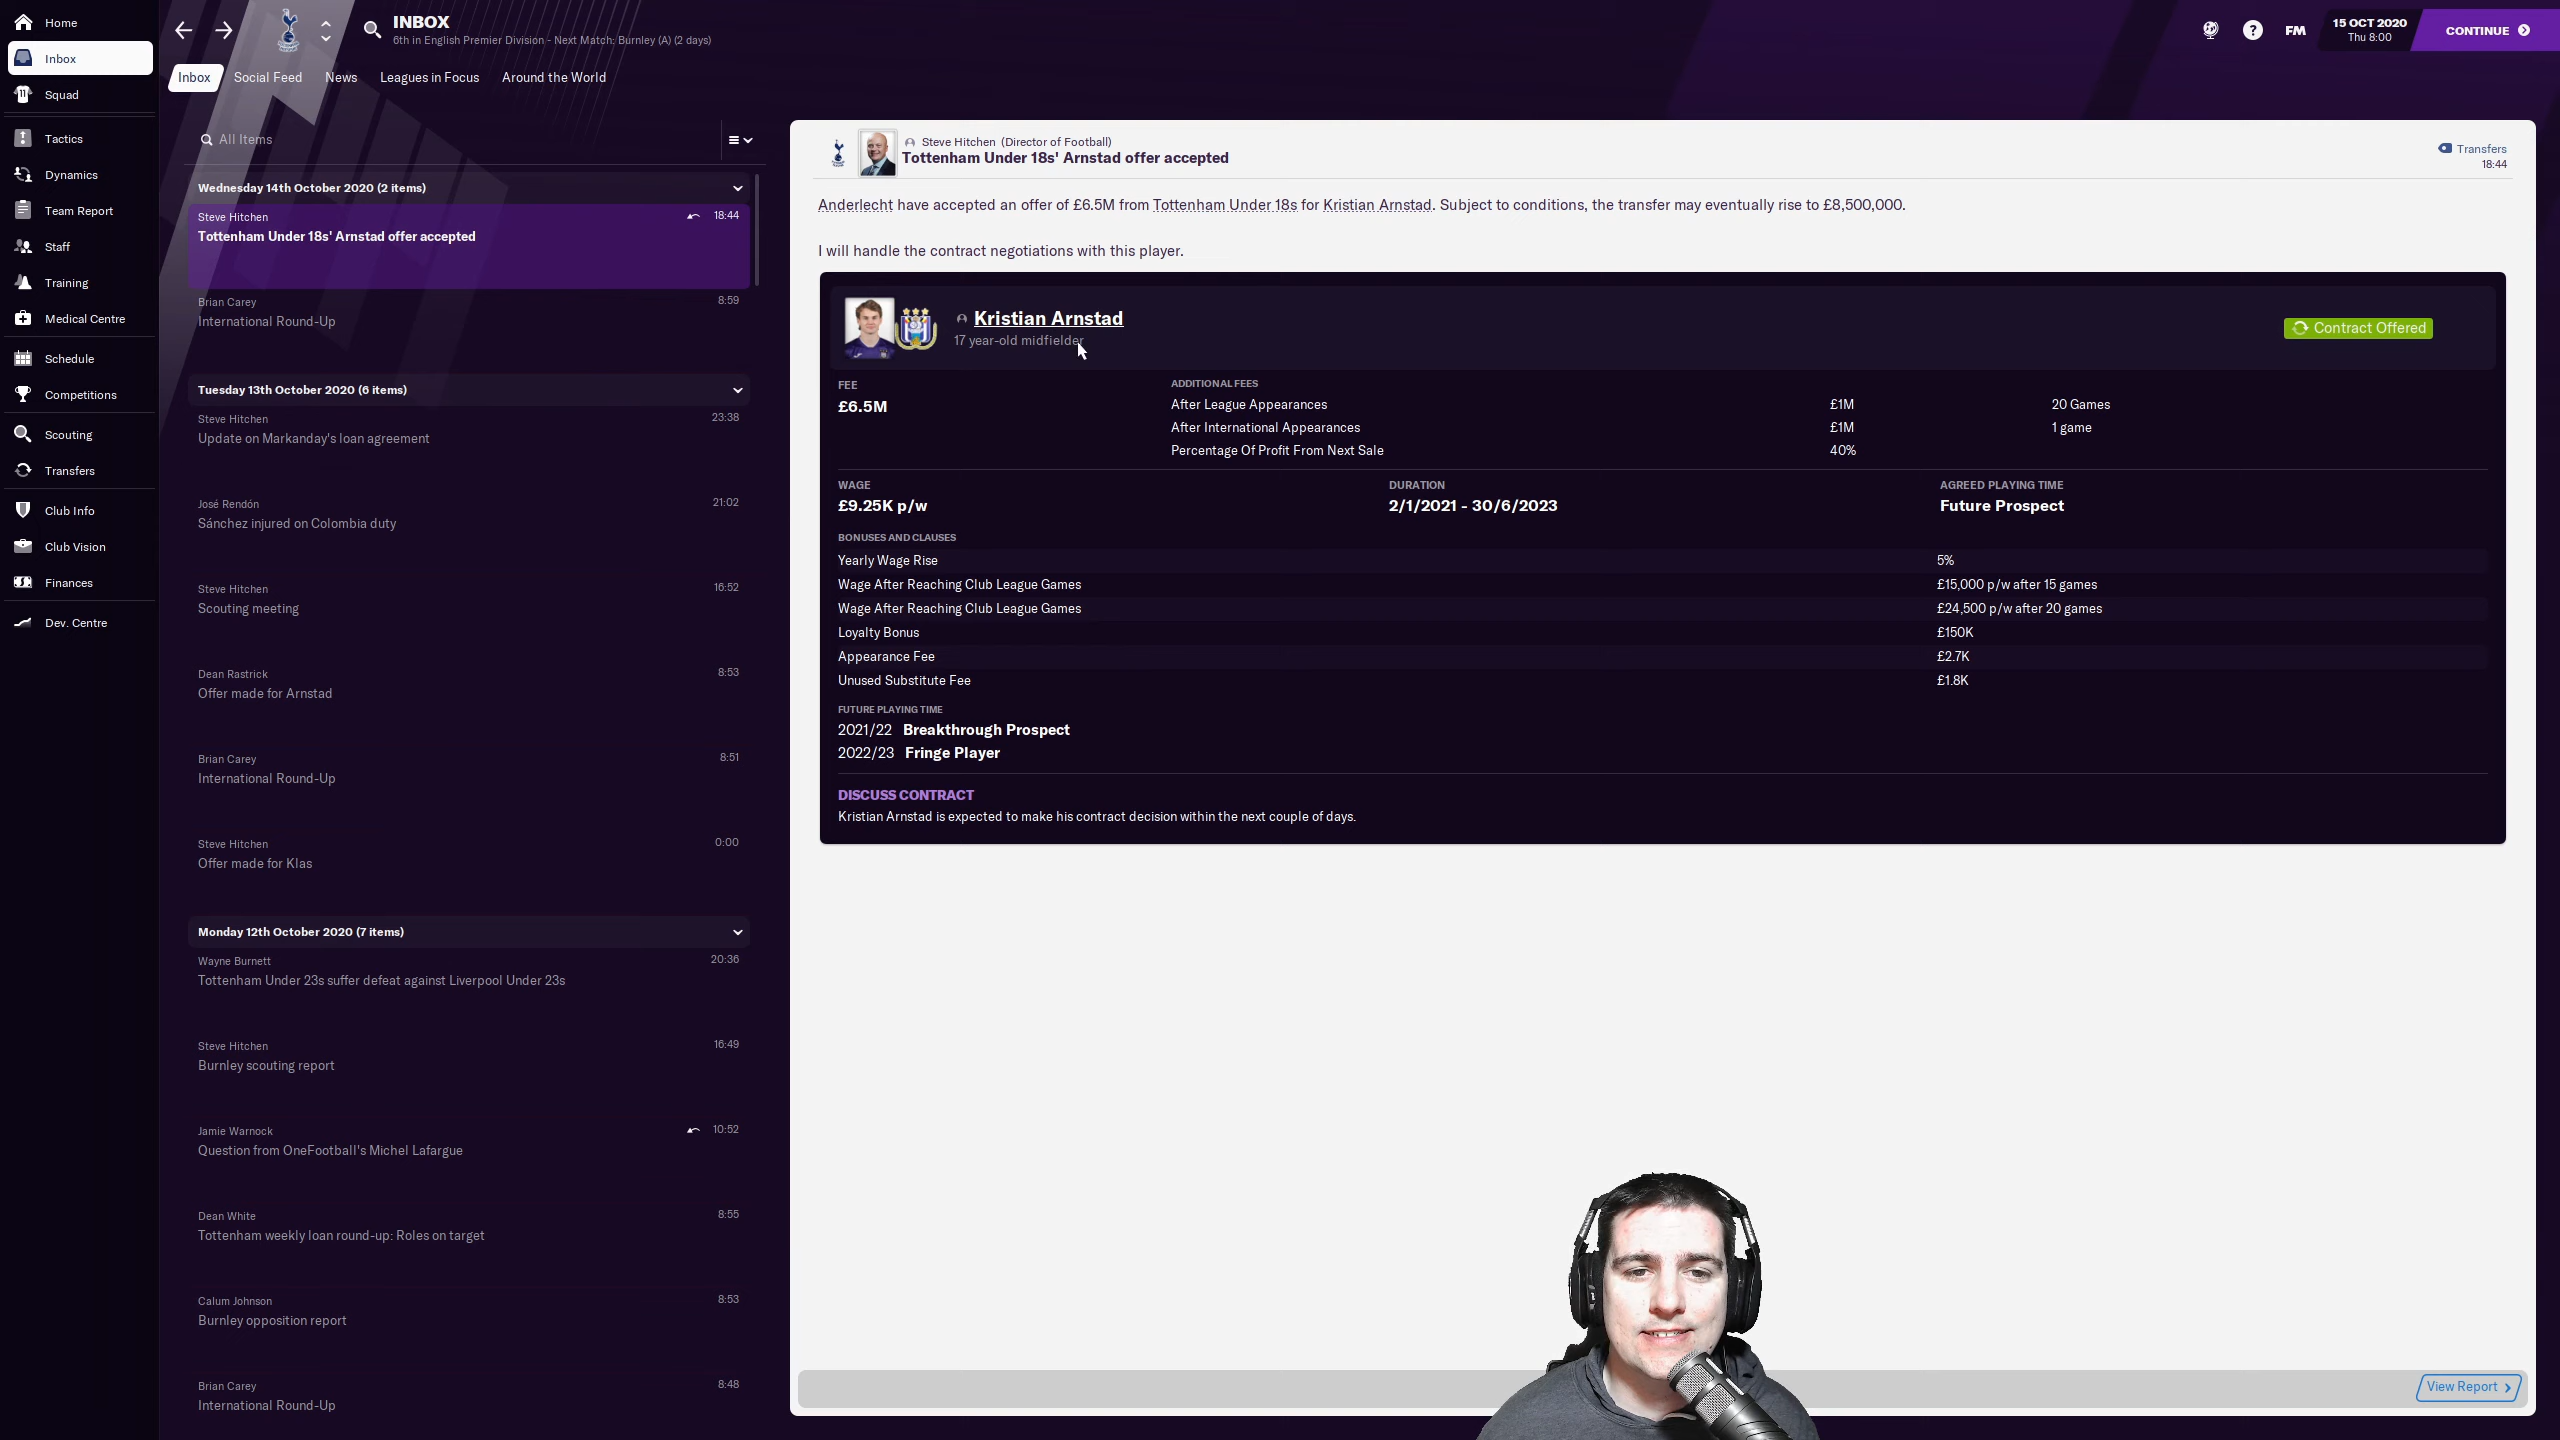 Home
Inbox
Squad
Tactics
Dynamics
Team Report
Staff
Training
Medical Centre
Schedule
Competitions
Scouting
Transfers
Club Info
Club Vision
Finances
Dev. Centre
INBOX
6th in English Premier Division - Next Match: Burnley (A) (2 days)
FM
15 OCT 2020
Thu 8:00
CONTINUE
Inbox Social Feed News Leagues in Focus Around the World
All Items
Wednesday 14th October 2020 (2 items)
Steve Hitchen 18:44
Tottenham Under 18s' Arnstad offer accepted
Brian Carey 8:59
International Round-Up
Tuesday 13th October 2020 (6 items)
Steve Hitchen 23:38
Update on Markanday's loan agreement
José Rendón 21:02
Sánchez injured on Colombia duty
Steve Hitchen 16:52
Scouting meeting
Dean Rastrick 8:53
Offer made for Arnstad
Brian Carey 8:51
International Round-Up
Steve Hitchen 0:00
Offer made for Klas
Monday 12th October 2020 (7 items)
Wayne Burnett 20:36
Tottenham Under 23s suffer defeat against Liverpool Under 23s
Steve Hitchen 16:49
Burnley scouting report
Jamie Warnock 10:52
Question from OneFootball's Michel Lafargue
Dean White 8:55
Tottenham weekly loan round-up: Roles on target
Calum Johnson 8:53
Burnley opposition report
Brian Carey 8:48
International Round-Up
Steve Hitchen (Director of Football)
Tottenham Under 18s' Arnstad offer accepted
Transfers
18:44
Anderlecht have accepted an offer of £6.5M from Tottenham Under 18s for Kristian Arnstad. Subject to conditions, the transfer may eventually rise to £8,500,000.
I will handle the contract negotiations with this player.
Kristian Arnstad
17 year-old midfielder
Contract Offered
FEE
£6.5M
ADDITIONAL FEES
After League Appearances £1M 20 Games
After International Appearances £1M 1 game
Percentage Of Profit From Next Sale 40%
WAGE
£9.25K p/w
DURATION
2/1/2021 - 30/6/2023
AGREED PLAYING TIME
Future Prospect
BONUSES AND CLAUSES
Yearly Wage Rise 5%
Wage After Reaching Club League Games £15,000 p/w after 15 games
Wage After Reaching Club League Games £24,500 p/w after 20 games
Loyalty Bonus £150K
Appearance Fee £2.7K
Unused Substitute Fee £1.8K
FUTURE PLAYING TIME
2021/22 Breakthrough Prospect
2022/23 Fringe Player
DISCUSS CONTRACT
Kristian Arnstad is expected to make his contract decision within the next couple of days.
View Report